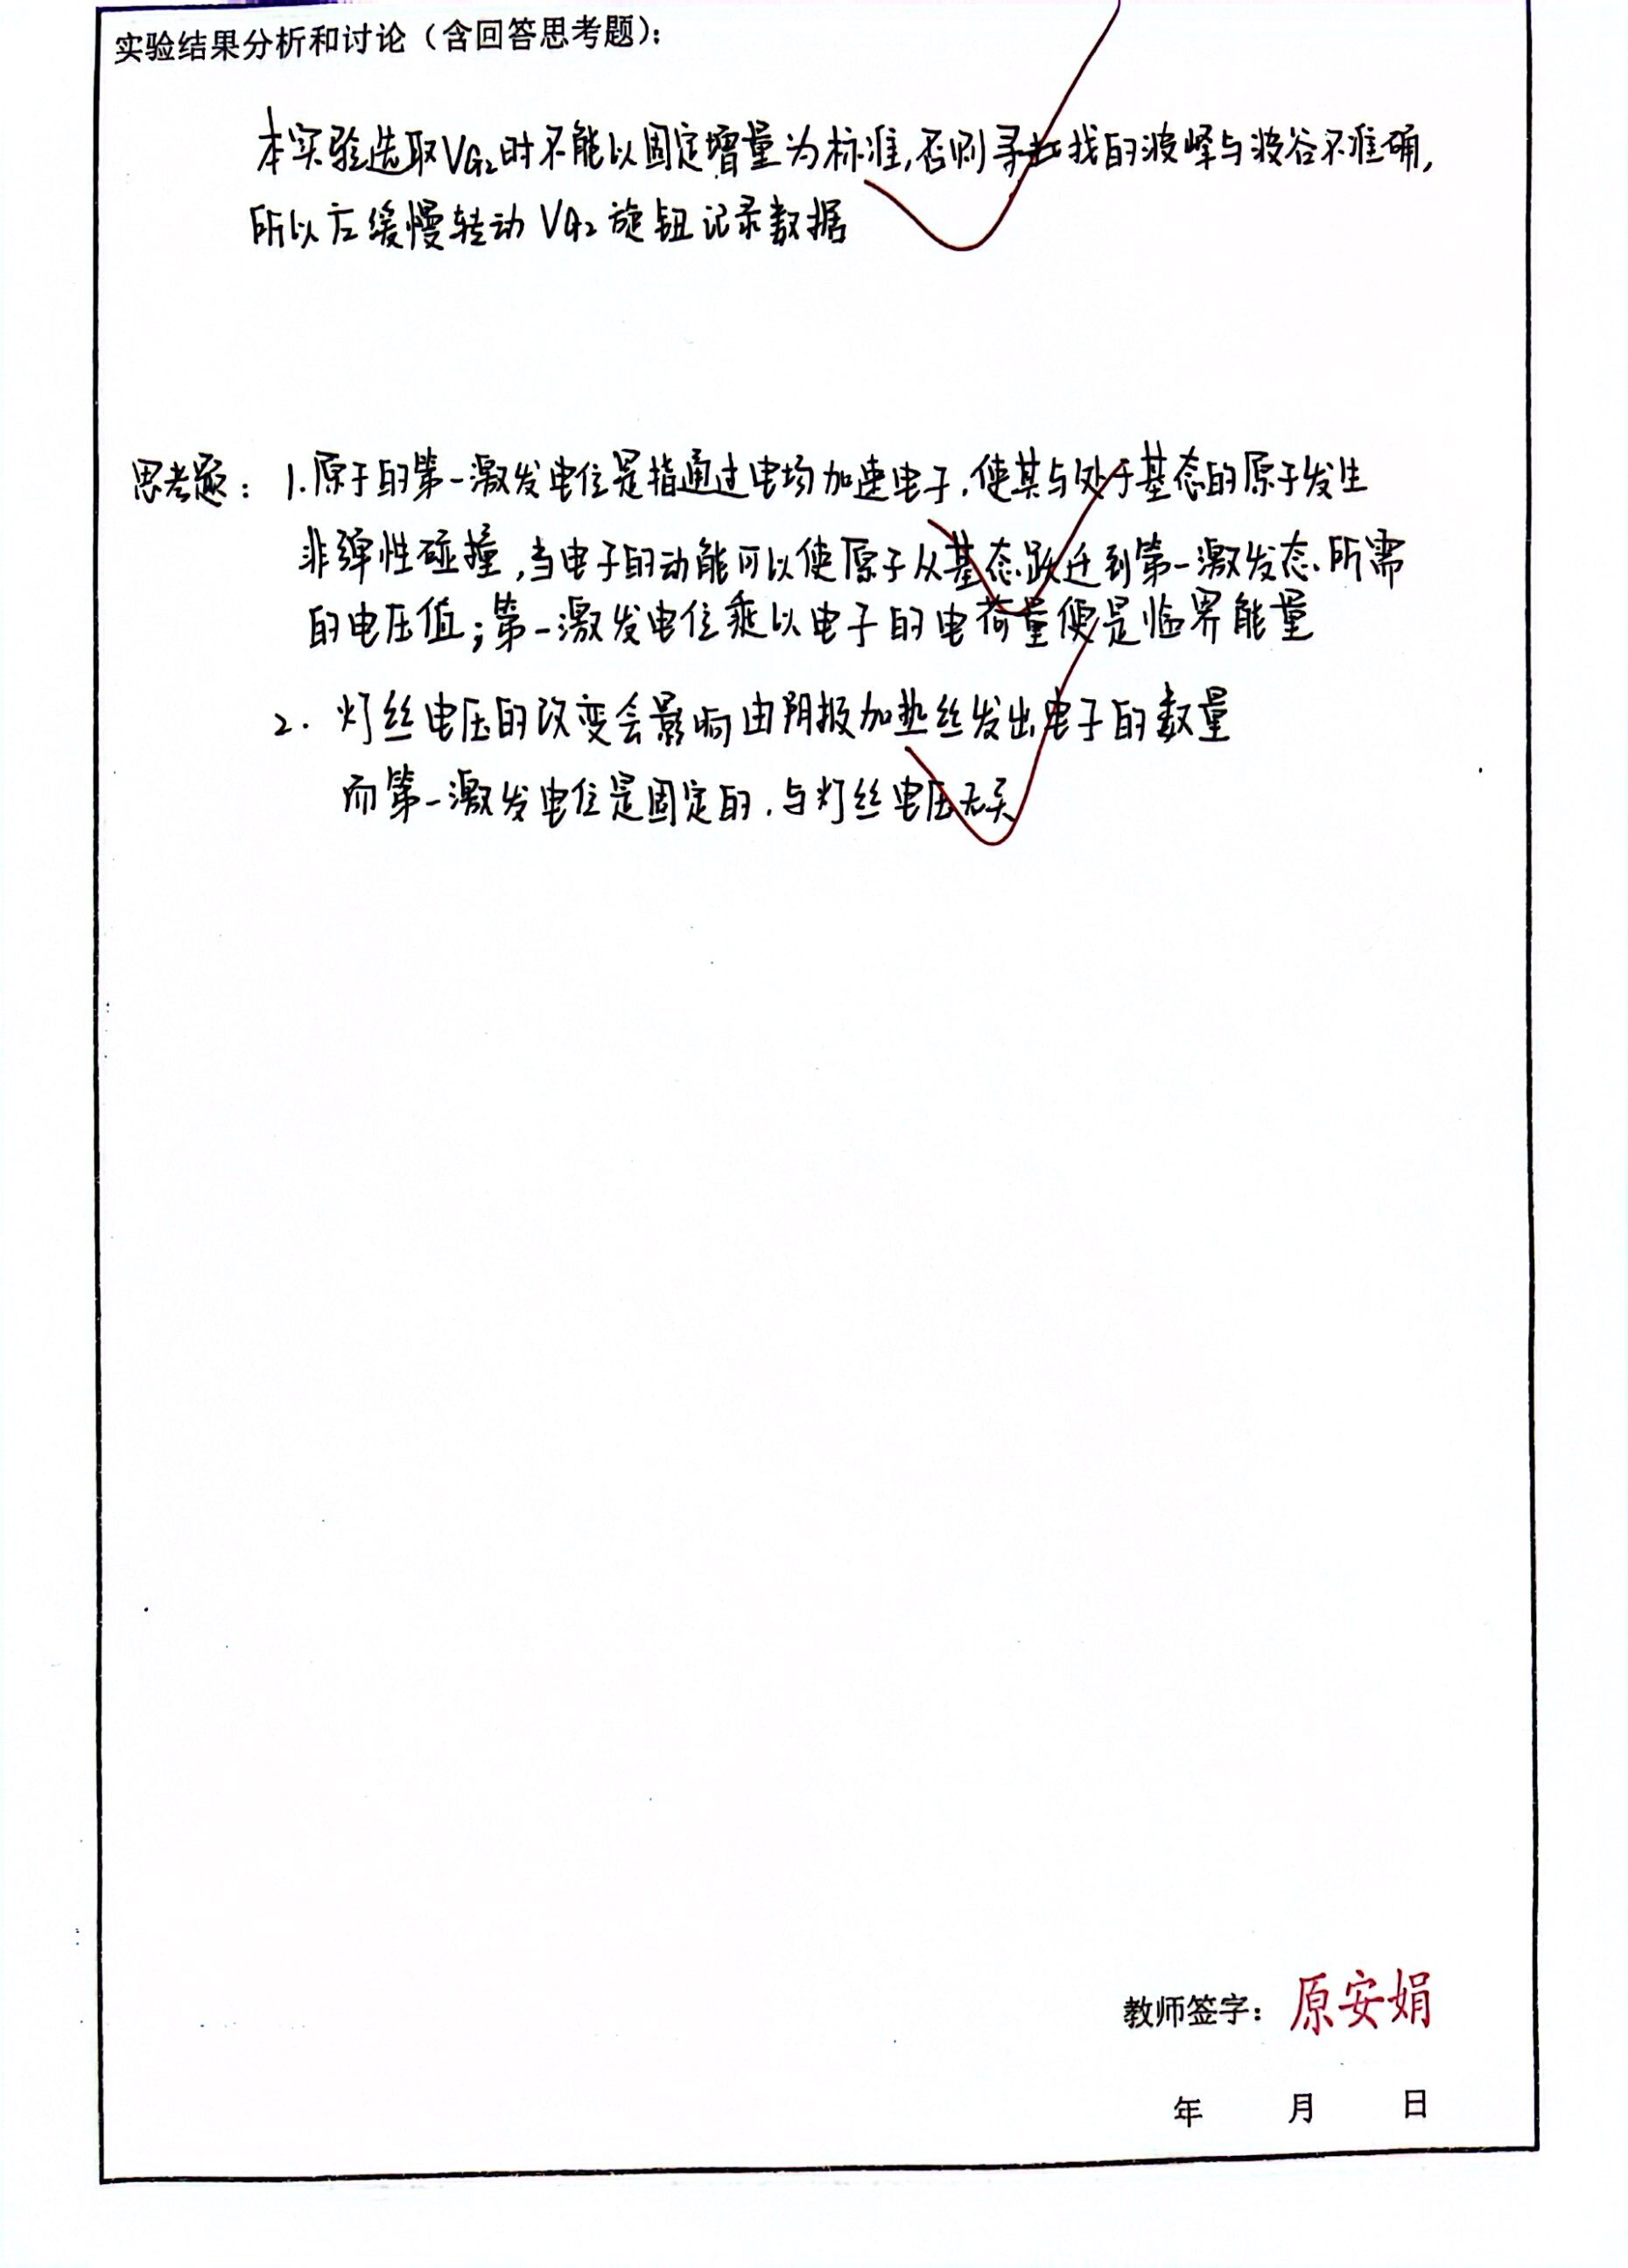 实验结果分析和讨论（含回答思考题）：
本实验选取VG2时不能以固定增量为标准,否则寻找的波峰与波谷不准确,
所以应缓慢转动VG2旋钮记录数据
思考题：1.原子的第一激发电位是指通过电场加速电子,使其与处于基态的原子发生
非弹性碰撞,当电子的动能可以使原子从基态跃迁到第一激发态所需
的电压值;第一激发电位乘以电子的电荷量便是临界能量
2.灯丝电压的改变会影响由阴极加热丝发出电子的数量
而第一激发电位是固定的,与灯丝电压无关
教师签字：原安娟
年 月 日